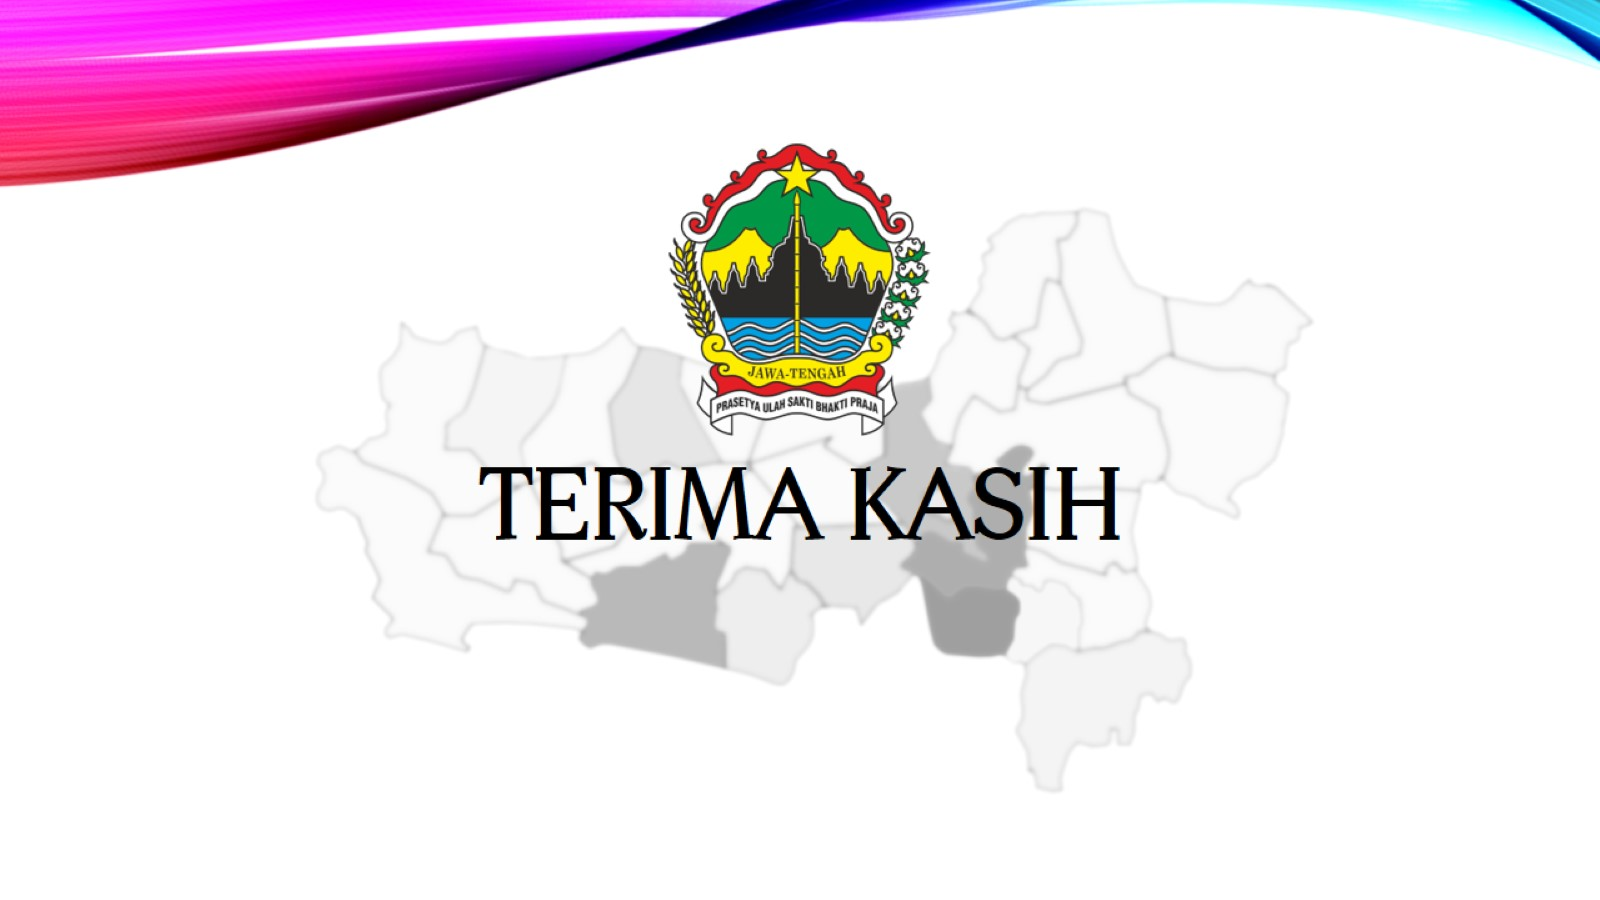 JAWA-TENGAH
PRASETYA ULAH SAKTI BHAKTI PRAJA
TERIMA KASIH